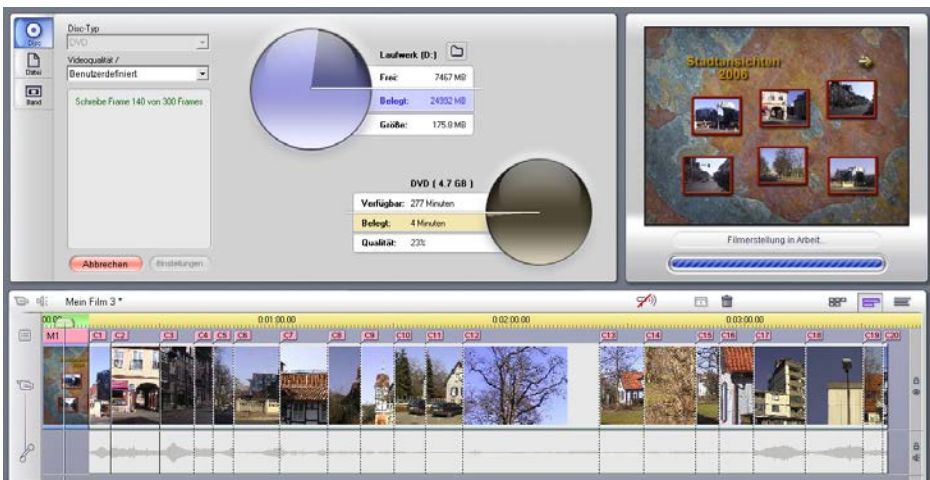 Disc
Datei
Band
Disc-Typ
DVD
Videoqualität /
Benutzerdefiniert
Schreibe Frame 140 von 300 Frames
Abbrechen
Einstellungen
Laufwerk (D:)
Frei: 7467 MB
Belegt: 24992 MB
Größe: 175.8 MB
DVD ( 4.7 GB )
Verfügbar: 277 Minuten
Belegt: 4 Minuten
Qualität: 23%
Stadtansichten
2006
Filmerstellung in Arbeit...
Mein Film 3 *
0:01:00.00 0:02:00.00 0:03:00.00
M1 C1 C2 C3 C4 C5 C6 C7 C8 C9 C10 C11 C12 C13 C14 C15 C16 C17 C18 C19 C20